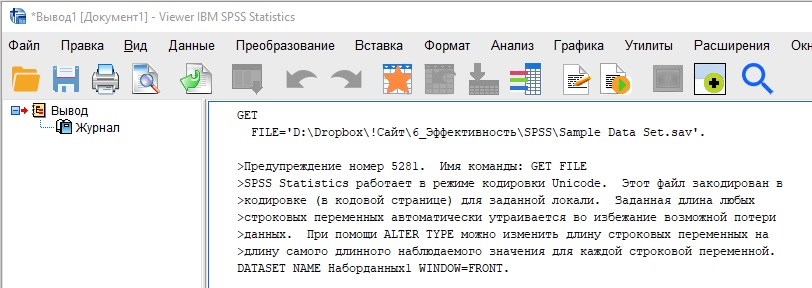 *Вывод1 [Документ1] - Viewer IBM SPSS Statistics
Файл Правка Вид Данные Преобразование Вставка Формат Анализ Графика Утилиты Расширения Окн
Вывод
Журнал
GET
FILE='D:\Dropbox\!Сайт\6_Эффективность\SPSS\Sample Data Set.sav'.
>Предупреждение номер 5281. Имя команды: GET FILE
>SPSS Statistics работает в режиме кодировки Unicode. Этот файл закодирован в
>кодировке (в кодовой странице) для заданной локали. Заданная длина любых
>строковых переменных автоматически утраивается во избежание возможной потери
>данных. При помощи ALTER TYPE можно изменить длину строковых переменных на
>длину самого длинного наблюдаемого значения для каждой строковой переменной.
DATASET NAME Наборданных1 WINDOW=FRONT.